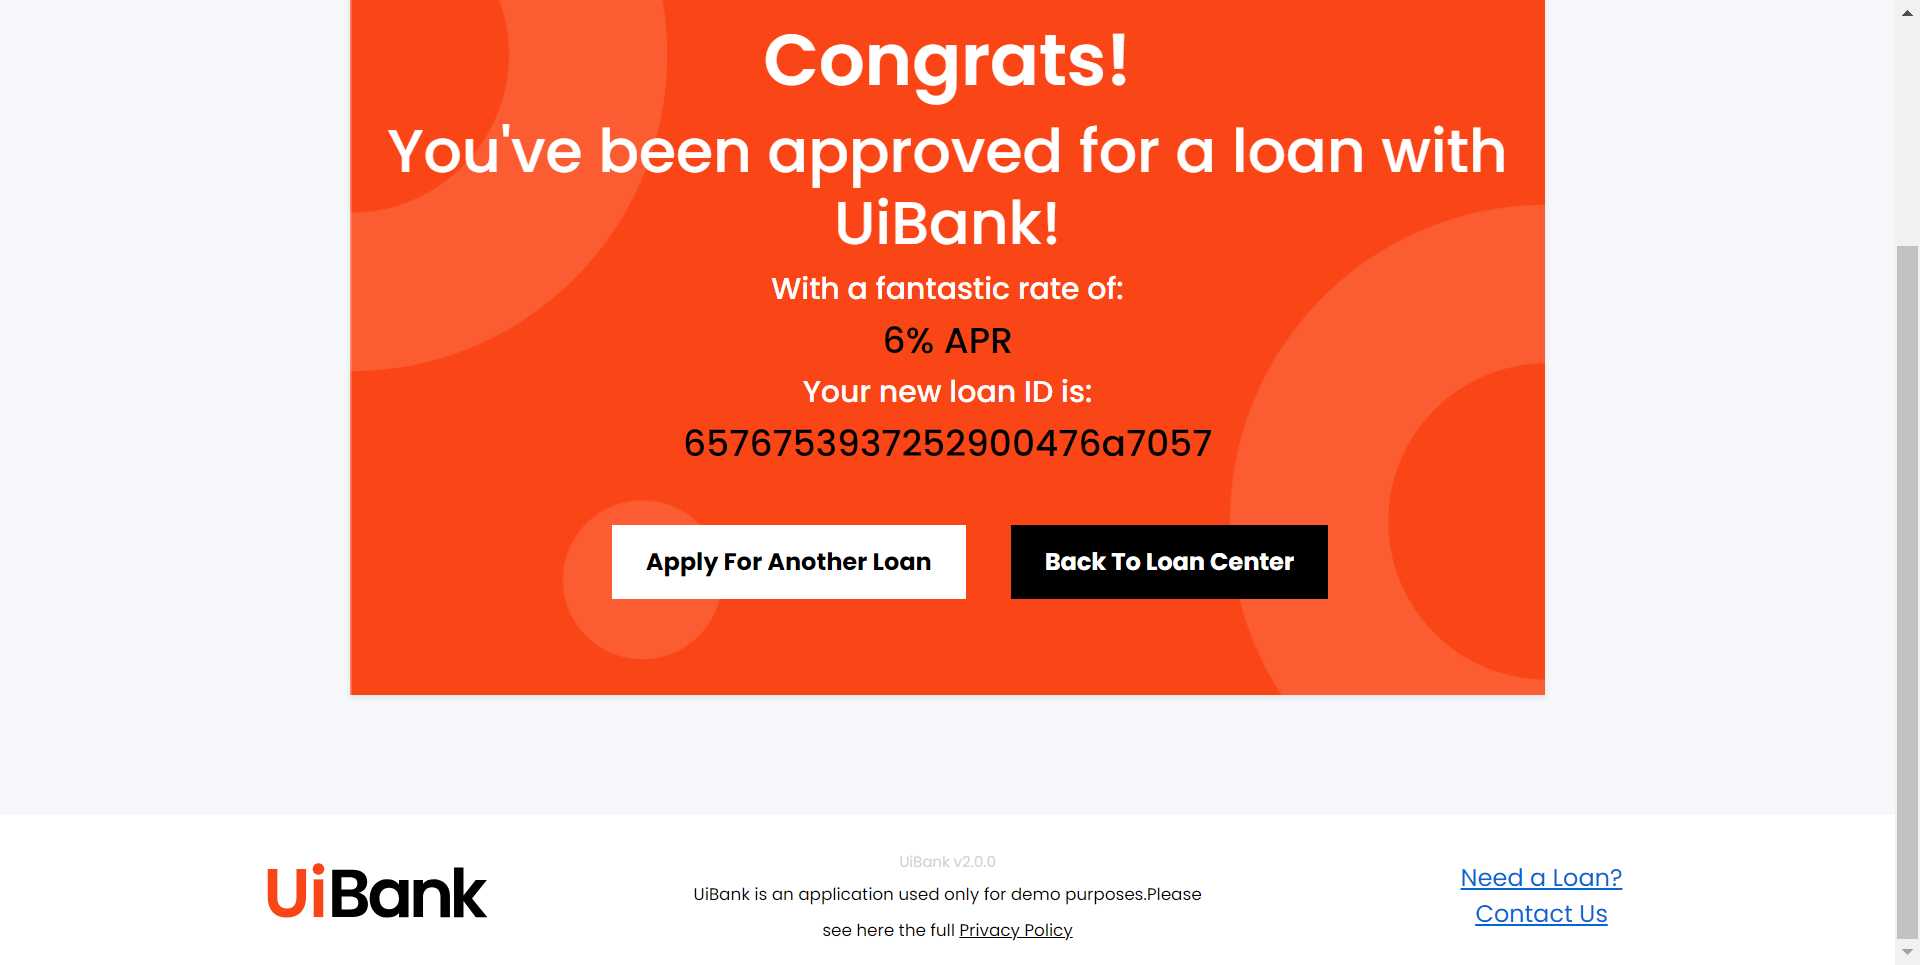 Congrats!
You've been approved for a loan with
UiBank!
With a fantastic rate of:
6% APR
Your new loan ID is:
6576753937252900476a7057
Apply For Another Loan
Back To Loan Center
UiBank
UiBank v2.0.0
UiBank is an application used only for demo purposes.Please
see here the full Privacy Policy
Need a Loan?
Contact Us